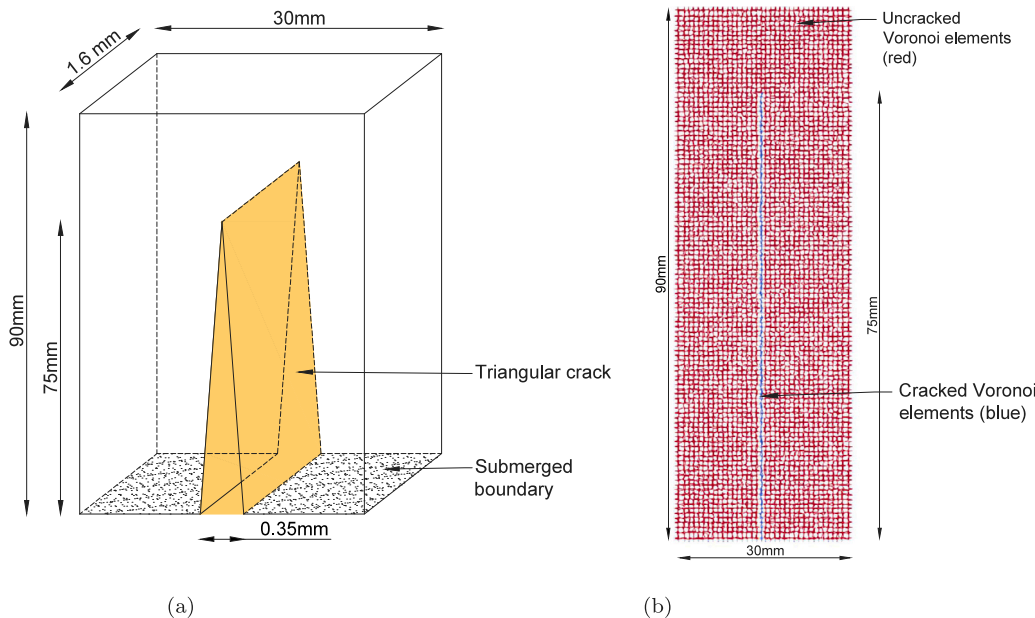 30mm
1.6 mm
90mm
75mm
Triangular crack
Submerged
boundary
0.35mm
(a)
Uncracked
Voronoi elements
(red)
90mm
75mm
Cracked Voronoi
elements (blue)
30mm
(b)